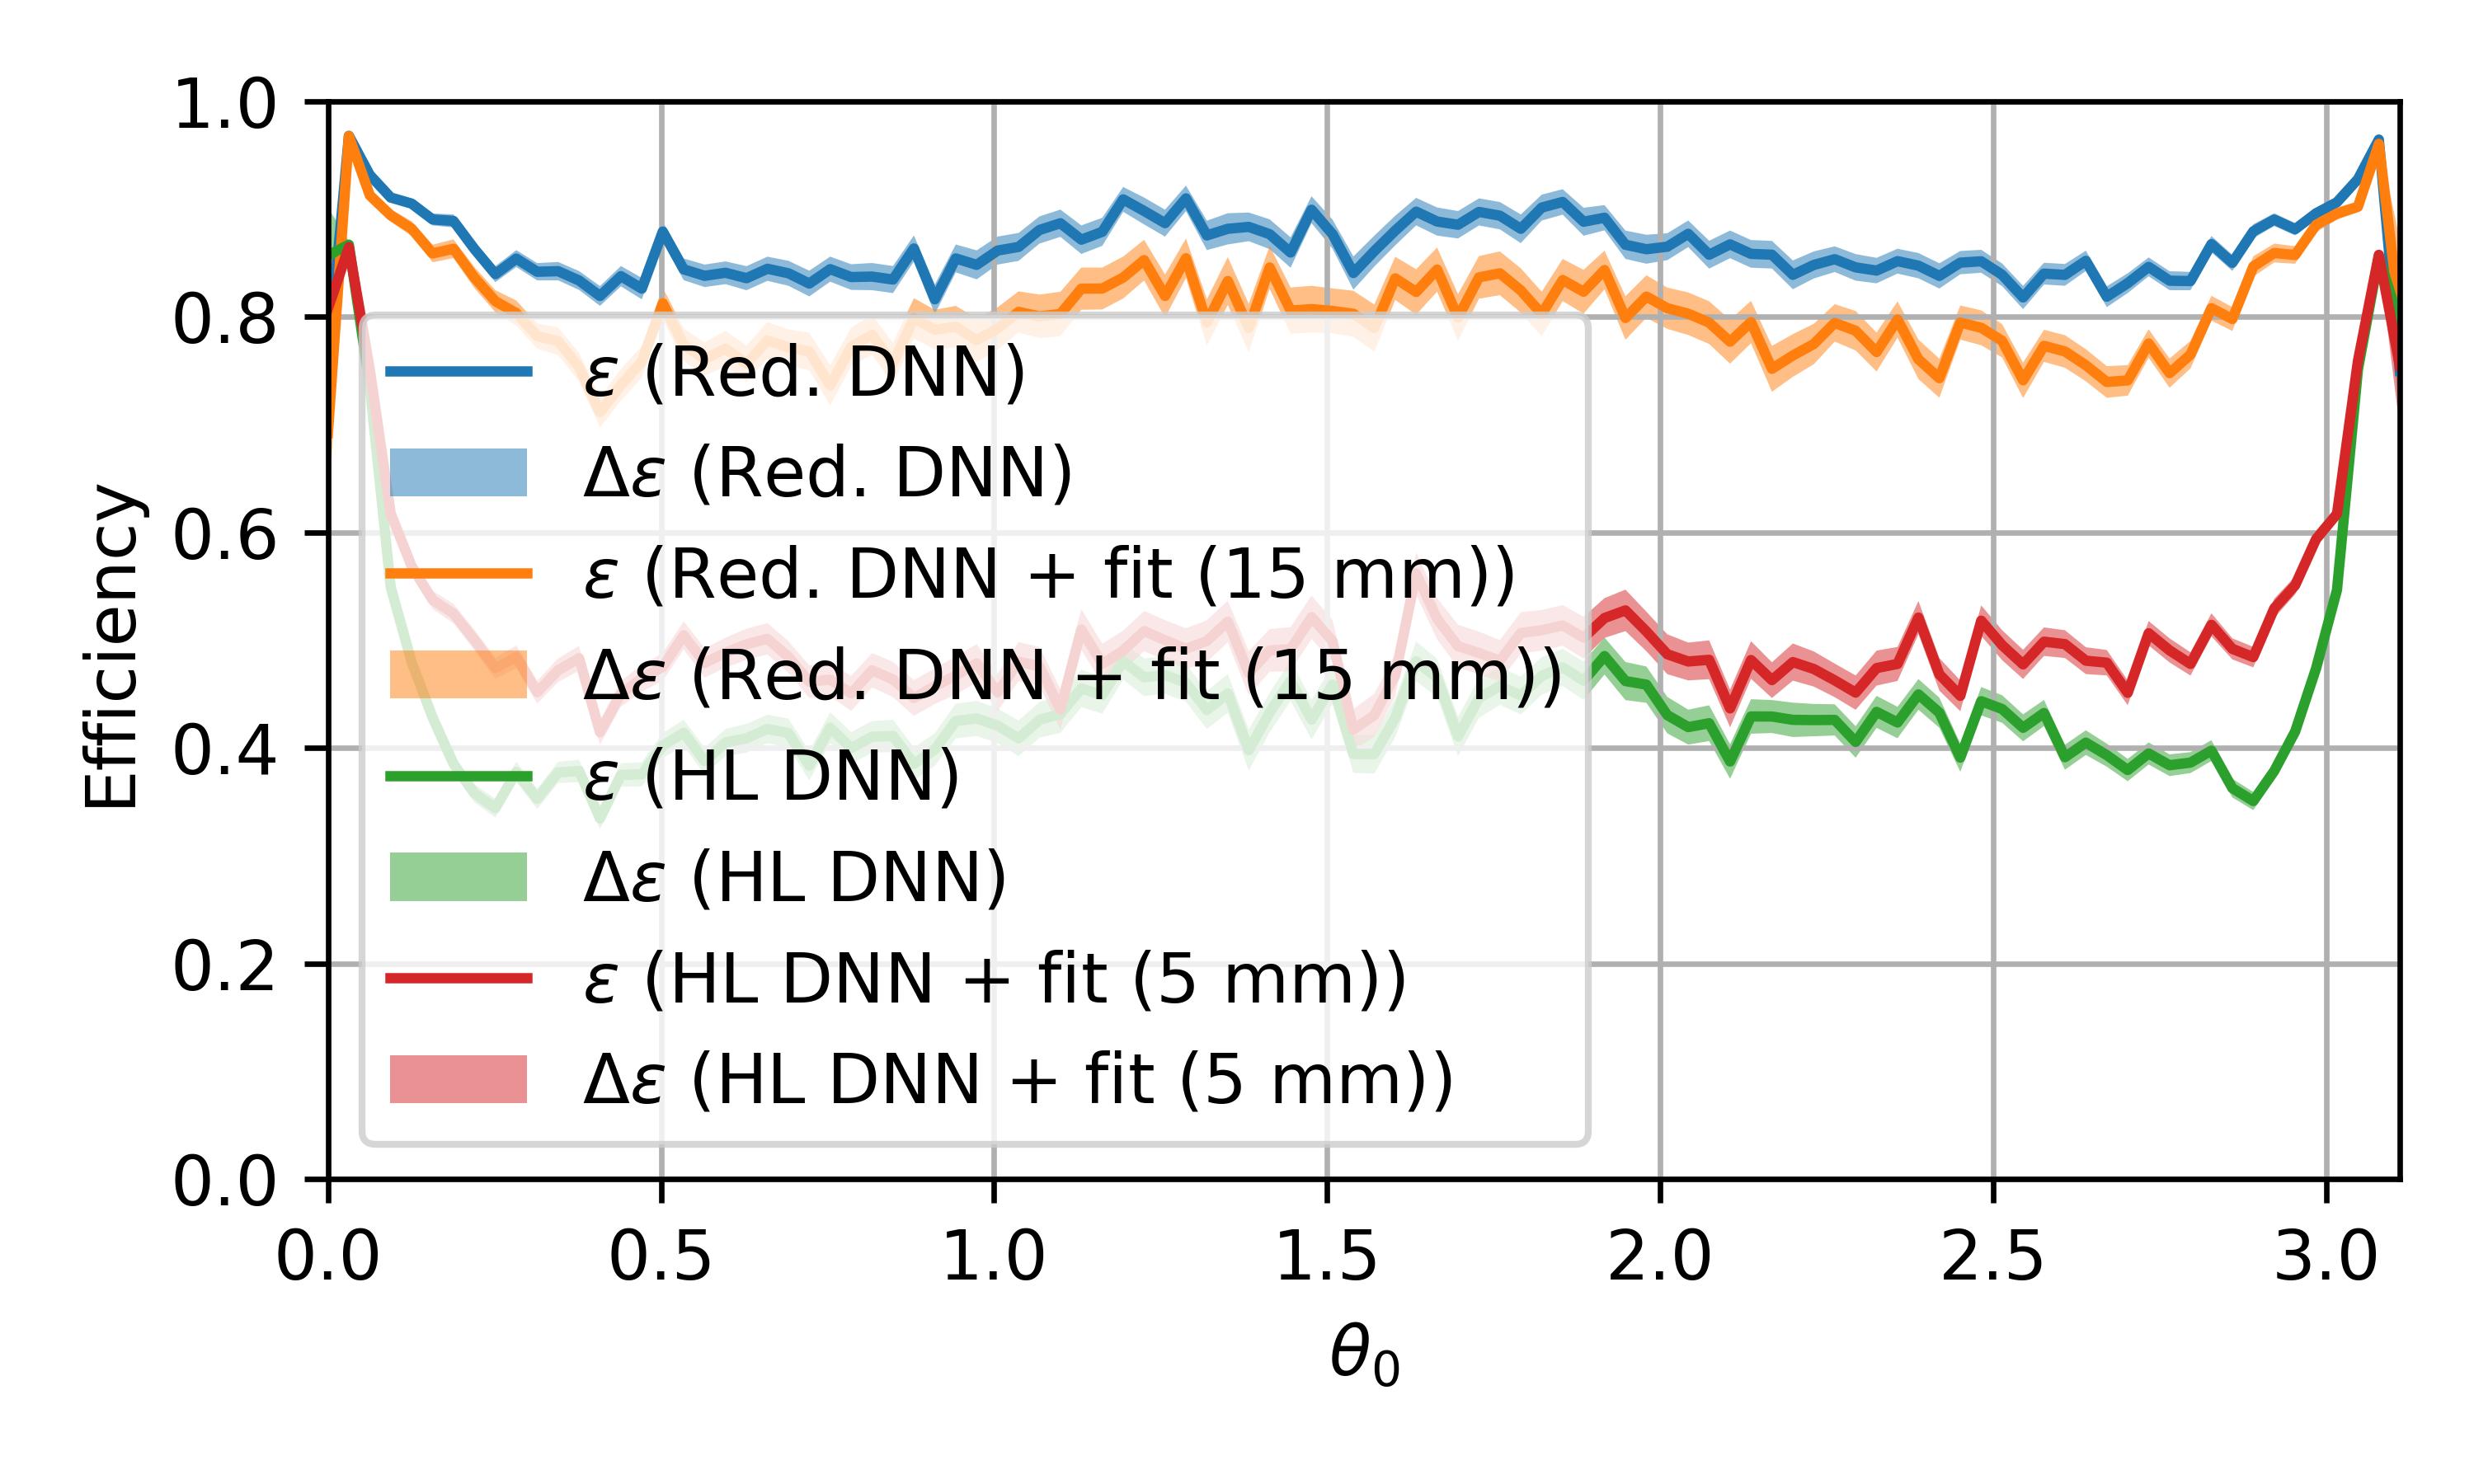 1.0
0.8
0.6
0.4
0.2
0.0
Efficiency
ε (Red. DNN)
Δε (Red. DNN)
ε (Red. DNN + fit (15 mm))
Δε (Red. DNN + fit (15 mm))
ε (HL DNN)
Δε (HL DNN)
ε (HL DNN + fit (5 mm))
Δε (HL DNN + fit (5 mm))
0.0 0.5 1.0 1.5 2.0 2.5 3.0
θ₀